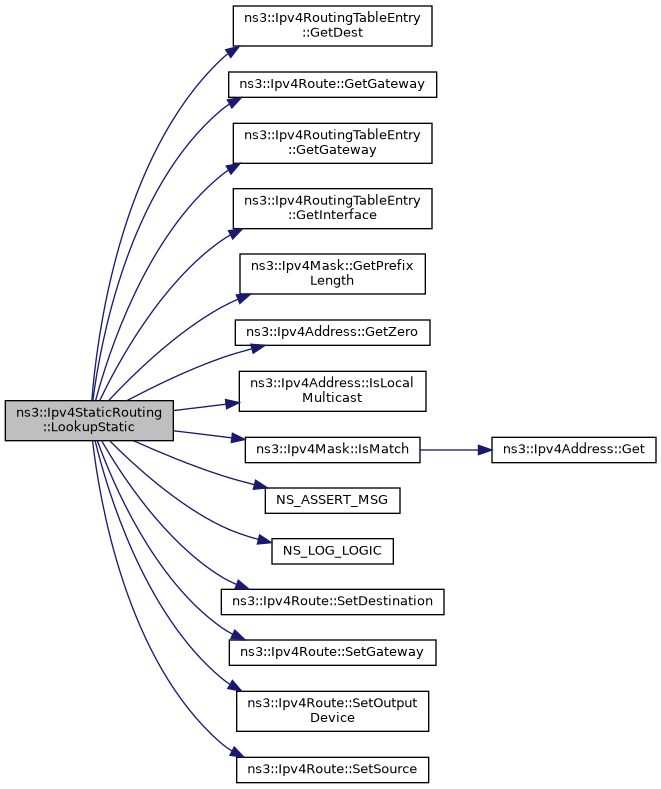 ns3::Ipv4RoutingTableEntry
::GetDest
ns3::Ipv4Route::GetGateway
ns3::Ipv4RoutingTableEntry
::GetGateway
ns3::Ipv4RoutingTableEntry
::GetInterface
ns3::Ipv4Mask::GetPrefix
Length
ns3::Ipv4Address::GetZero
ns3::Ipv4Address::IsLocal
Multicast
ns3::Ipv4StaticRouting
::LookupStatic
ns3::Ipv4Mask::IsMatch
ns3::Ipv4Address::Get
NS_ASSERT_MSG
NS_LOG_LOGIC
ns3::Ipv4Route::SetDestination
ns3::Ipv4Route::SetGateway
ns3::Ipv4Route::SetOutput
Device
ns3::Ipv4Route::SetSource